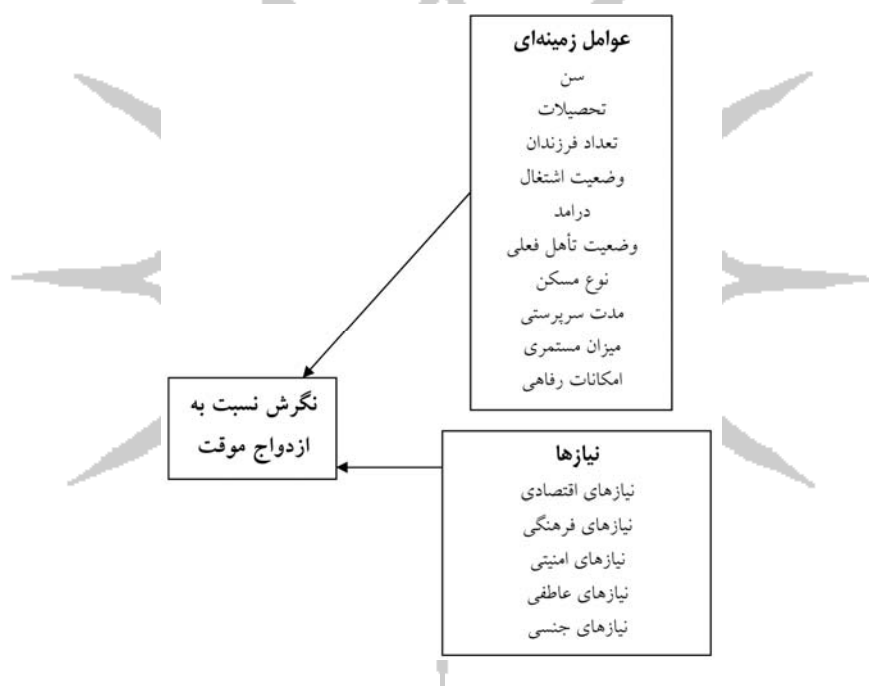 عوامل زمینه‌ای
سن
تحصیلات
تعداد فرزندان
وضعیت اشتغال
درامد
وضعیت تأهل فعلی
نوع مسکن
مدت سرپرستی
میزان مستمری
امکانات رفاهی
نگرش نسبت به
ازدواج موقت
نیازها
نیازهای اقتصادی
نیازهای فرهنگی
نیازهای امنیتی
نیازهای عاطفی
نیازهای جنسی